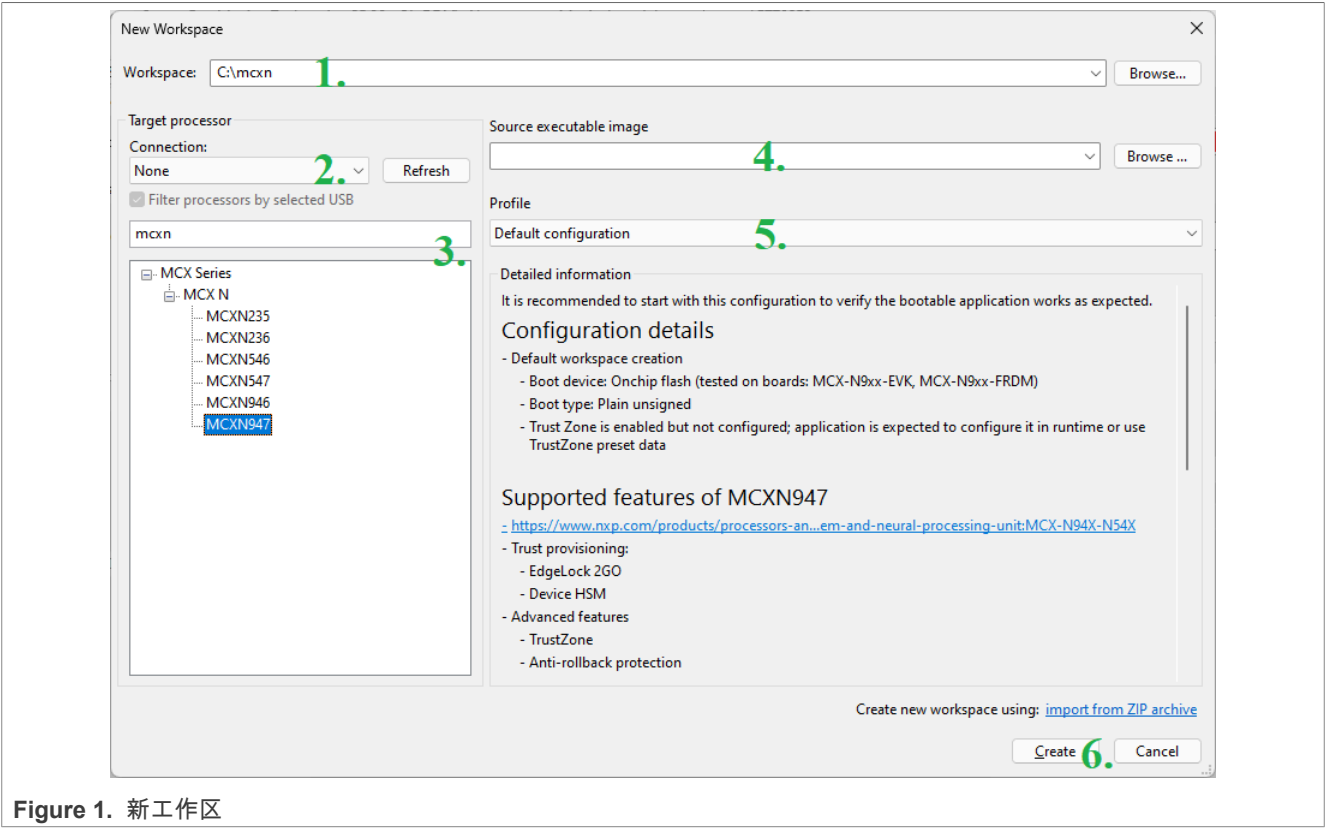 New Workspace
Workspace: C:\mcxn 1. Browse...
Target processor
Connection:
None 2. Refresh
Filter processors by selected USB
mcxn 3.
MCX Series
MCX N
MCXN235
MCXN236
MCXN546
MCXN547
MCXN946
MCXN947
Source executable image
4. Browse ...
Profile
Default configuration 5.
Detailed information
It is recommended to start with this configuration to verify the bootable application works as expected.
Configuration details
- Default workspace creation
- Boot device: Onchip flash (tested on boards: MCX-N9xx-EVK, MCX-N9xx-FRDM)
- Boot type: Plain unsigned
- Trust Zone is enabled but not configured; application is expected to configure it in runtime or use
TrustZone preset data
Supported features of MCXN947
- https://www.nxp.com/products/processors-an...em-and-neural-processing-unit:MCX-N94X-N54X
- Trust provisioning:
- EdgeLock 2GO
- Device HSM
- Advanced features
- TrustZone
- Anti-rollback protection
Create new workspace using: import from ZIP archive
Create 6. Cancel
Figure 1. 新工作区